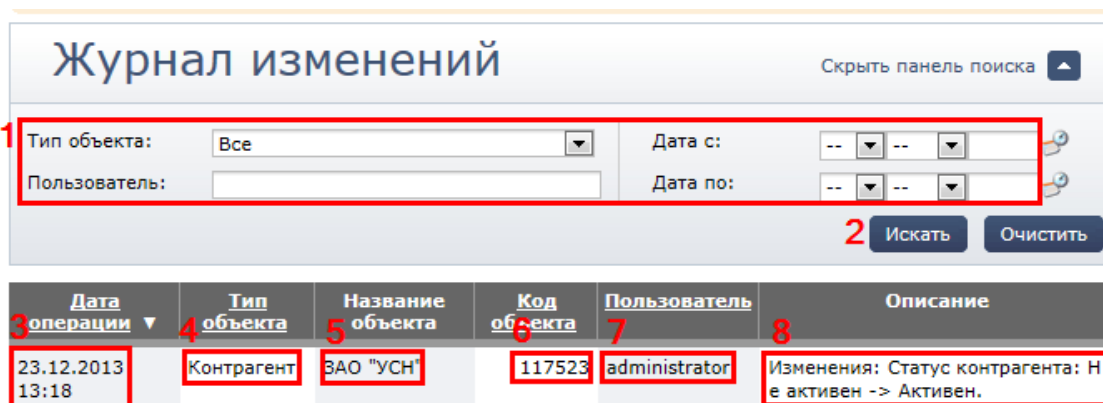 Журнал изменений
Скрыть панель поиска
1
Тип объекта: Все Дата с: -- --
Пользователь: Дата по: -- --
2 Искать Очистить
Дата Тип Название Код Пользователь Описание
операции ▼ объекта объекта объекта
3 4 5 6 7 8
23.12.2013 Контрагент ЗАО "УСН" 117523 administrator Изменения: Статус контрагента: Н
13:18 е активен -> Активен.